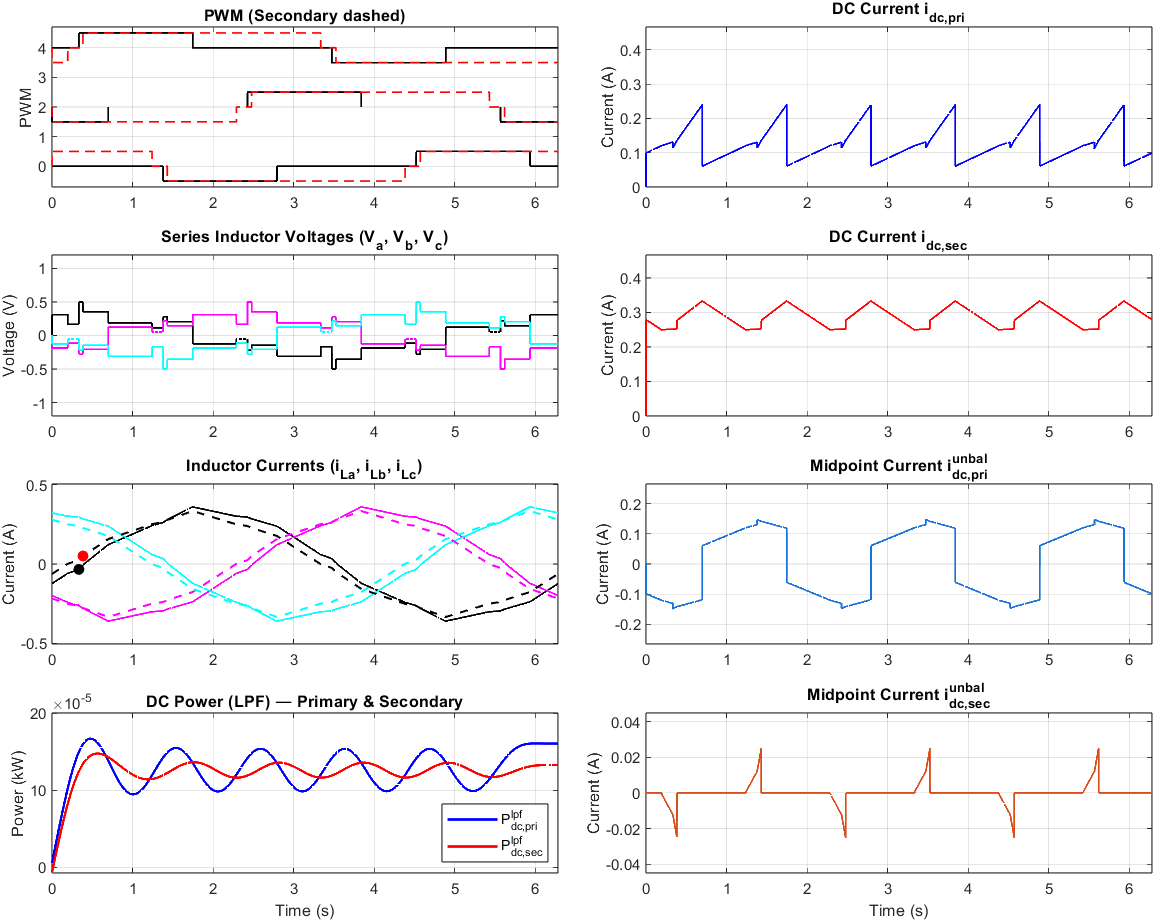 PWM (Secondary dashed)
PWM
4
3
2
1
0
0 1 2 3 4 5 6
DC Current i_dc,pri
Current (A)
0.4
0.3
0.2
0.1
0
0 1 2 3 4 5 6
Series Inductor Voltages (V_a, V_b, V_c)
Voltage (V)
1
0.5
0
-0.5
-1
0 1 2 3 4 5 6
DC Current i_dc,sec
Current (A)
0.4
0.3
0.2
0.1
0
0 1 2 3 4 5 6
Inductor Currents (i_La, i_Lb, i_Lc)
Current (A)
0.5
0
-0.5
0 1 2 3 4 5 6
Midpoint Current i_dc,pri^unbal
Current (A)
0.2
0.1
0
-0.1
-0.2
0 1 2 3 4 5 6
DC Power (LPF) — Primary & Secondary
×10^-5
Power (kW)
20
10
0
P_dc,pri^lpf
P_dc,sec^lpf
0 1 2 3 4 5 6
Time (s)
Midpoint Current i_dc,sec^unbal
Current (A)
0.04
0.02
0
-0.02
-0.04
0 1 2 3 4 5 6
Time (s)